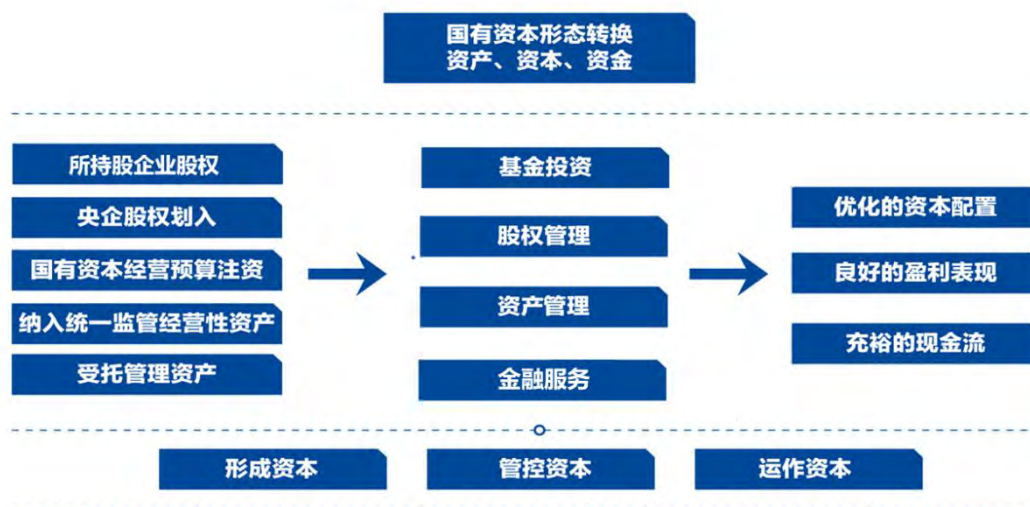 国有资本形态转换
资产、资本、资金
所持股企业股权
央企股权划入
国有资本经营预算注资
纳入统一监管经营性资产
受托管理资产
基金投资
股权管理
资产管理
金融服务
优化的资本配置
良好的盈利表现
充裕的现金流
形成资本
管控资本
运作资本